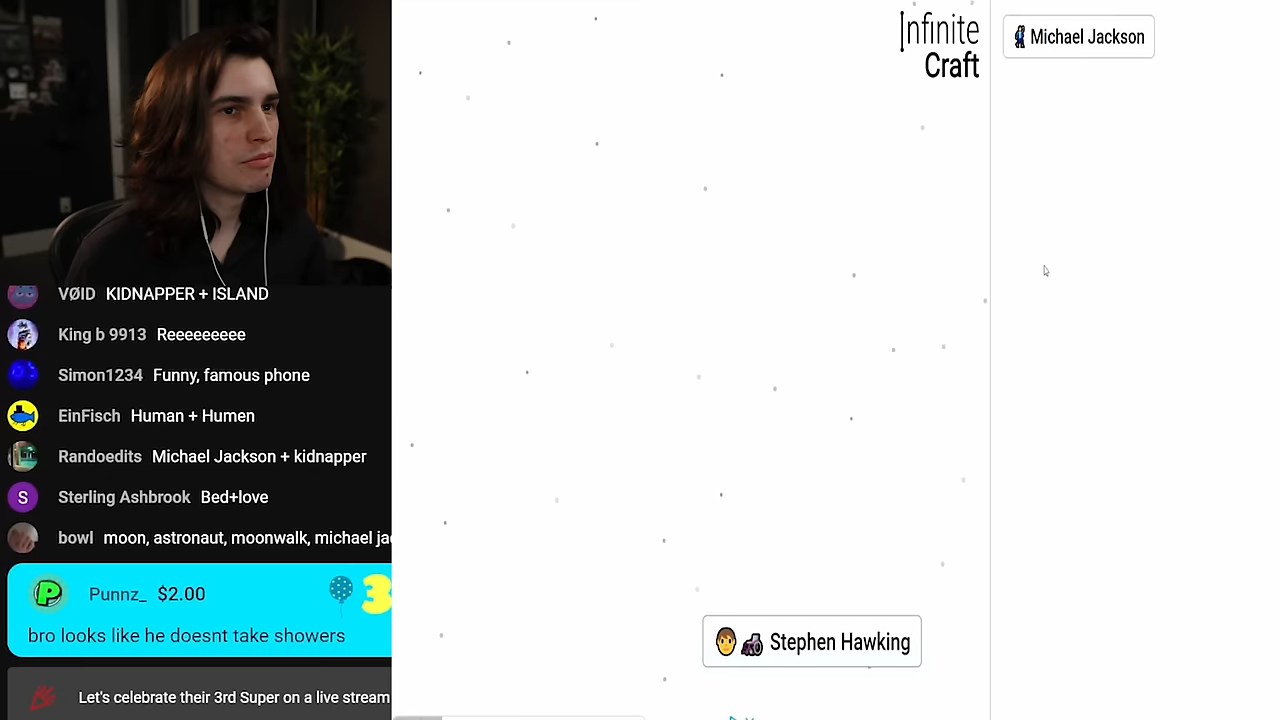 Infinite
Craft
Michael Jackson
VØID KIDNAPPER + ISLAND
King b 9913 Reeeeeeeee
Simon1234 Funny, famous phone
EinFisch Human + Humen
Randoedits Michael Jackson + kidnapper
S Sterling Ashbrook Bed+love
bowl moon, astronaut, moonwalk, michael ja
P Punnz_ $2.00 3
bro looks like he doesnt take showers
Stephen Hawking
Let's celebrate their 3rd Super on a live stream